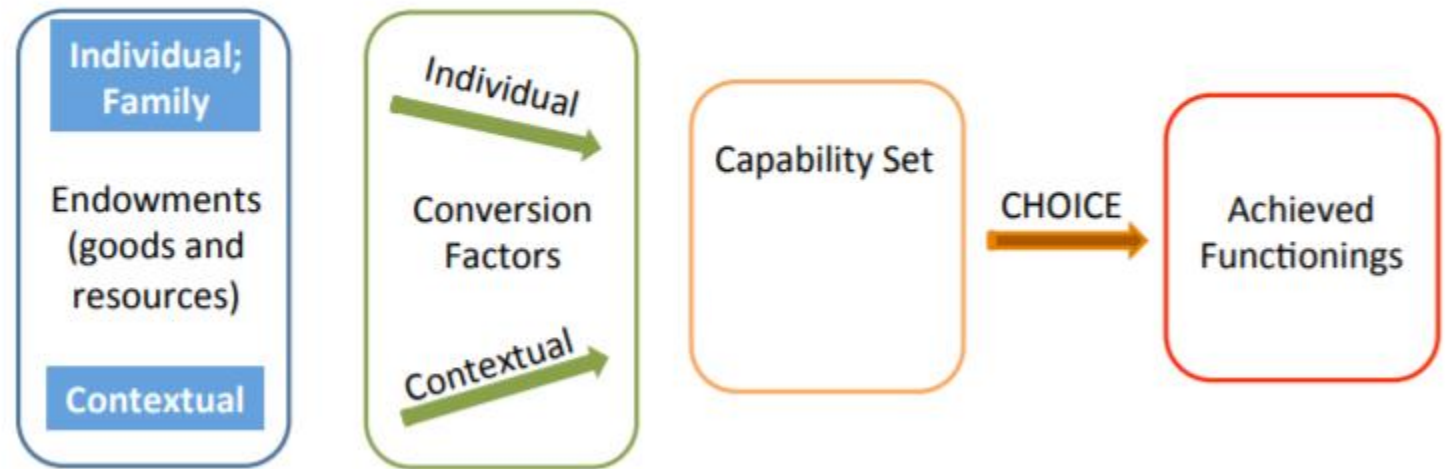 Individual;
Family
Endowments
(goods and
resources)
Contextual
Individual
Conversion
Factors
Contextual
Capability Set
CHOICE
Achieved
Functionings